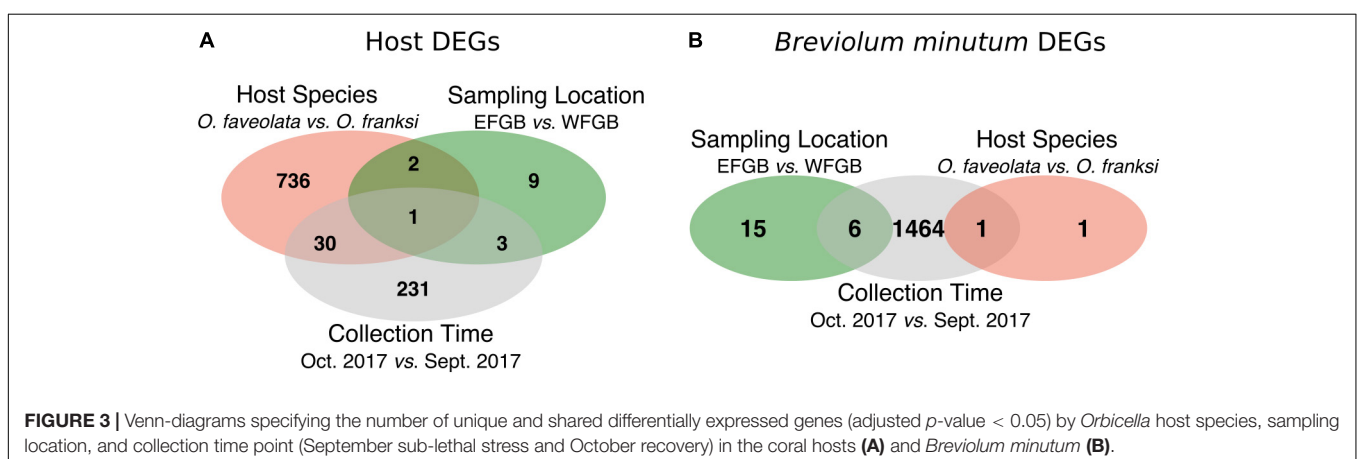 A
Host DEGs
Host Species
O. faveolata vs. O. franksi
Sampling Location
EFGB vs. WFGB
736
2
9
1
30
3
231
Collection Time
Oct. 2017 vs. Sept. 2017
B
Breviolum minutum DEGs
Sampling Location
EFGB vs. WFGB
Host Species
O. faveolata vs. O. franksi
15
6
1464
1
1
Collection Time
Oct. 2017 vs. Sept. 2017
FIGURE 3 | Venn-diagrams specifying the number of unique and shared differentially expressed genes (adjusted p-value < 0.05) by Orbicella host species, sampling
location, and collection time point (September sub-lethal stress and October recovery) in the coral hosts (A) and Breviolum minutum (B).